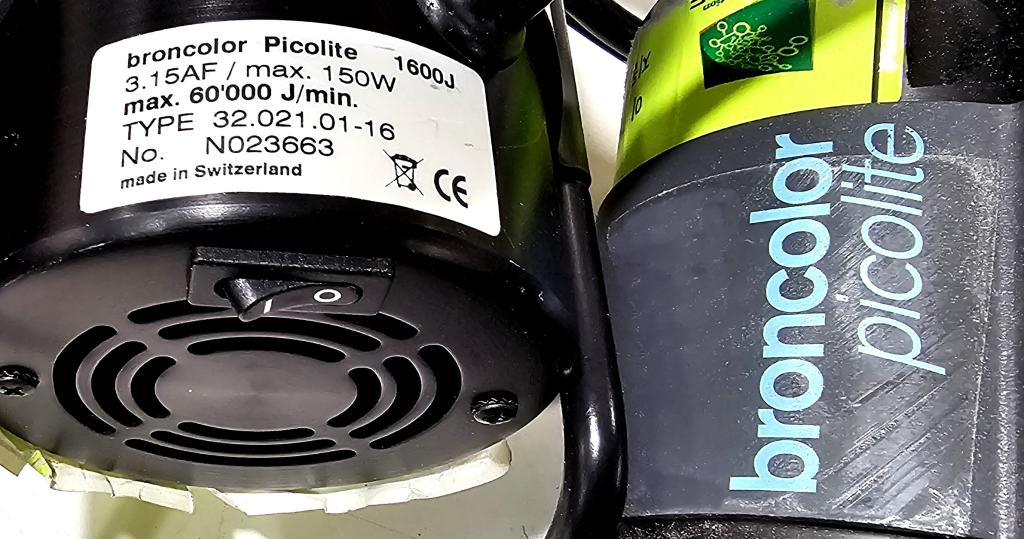 broncolor Picolite 1600J
3.15AF / max. 150W
max. 60'000 J/min.
TYPE 32.021.01-16
No. N023663
made in Switzerland
CE
broncolor
picolite